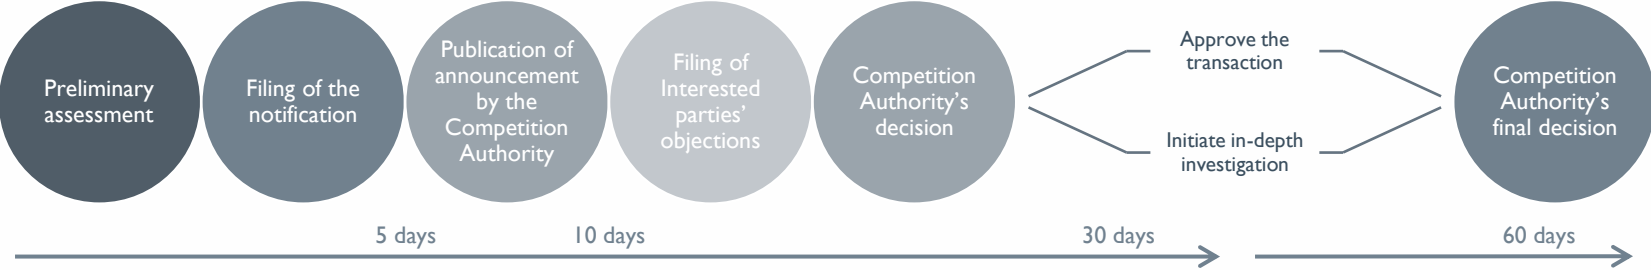 Preliminary
assessment
Filing of the
notification
Publication of
announcement
by the
Competition
Authority
Filing of
Interested
parties'
objections
Competition
Authority's
decision
Approve the
transaction
Initiate in-depth
investigation
Competition
Authority's
final decision
5 days
10 days
30 days
60 days